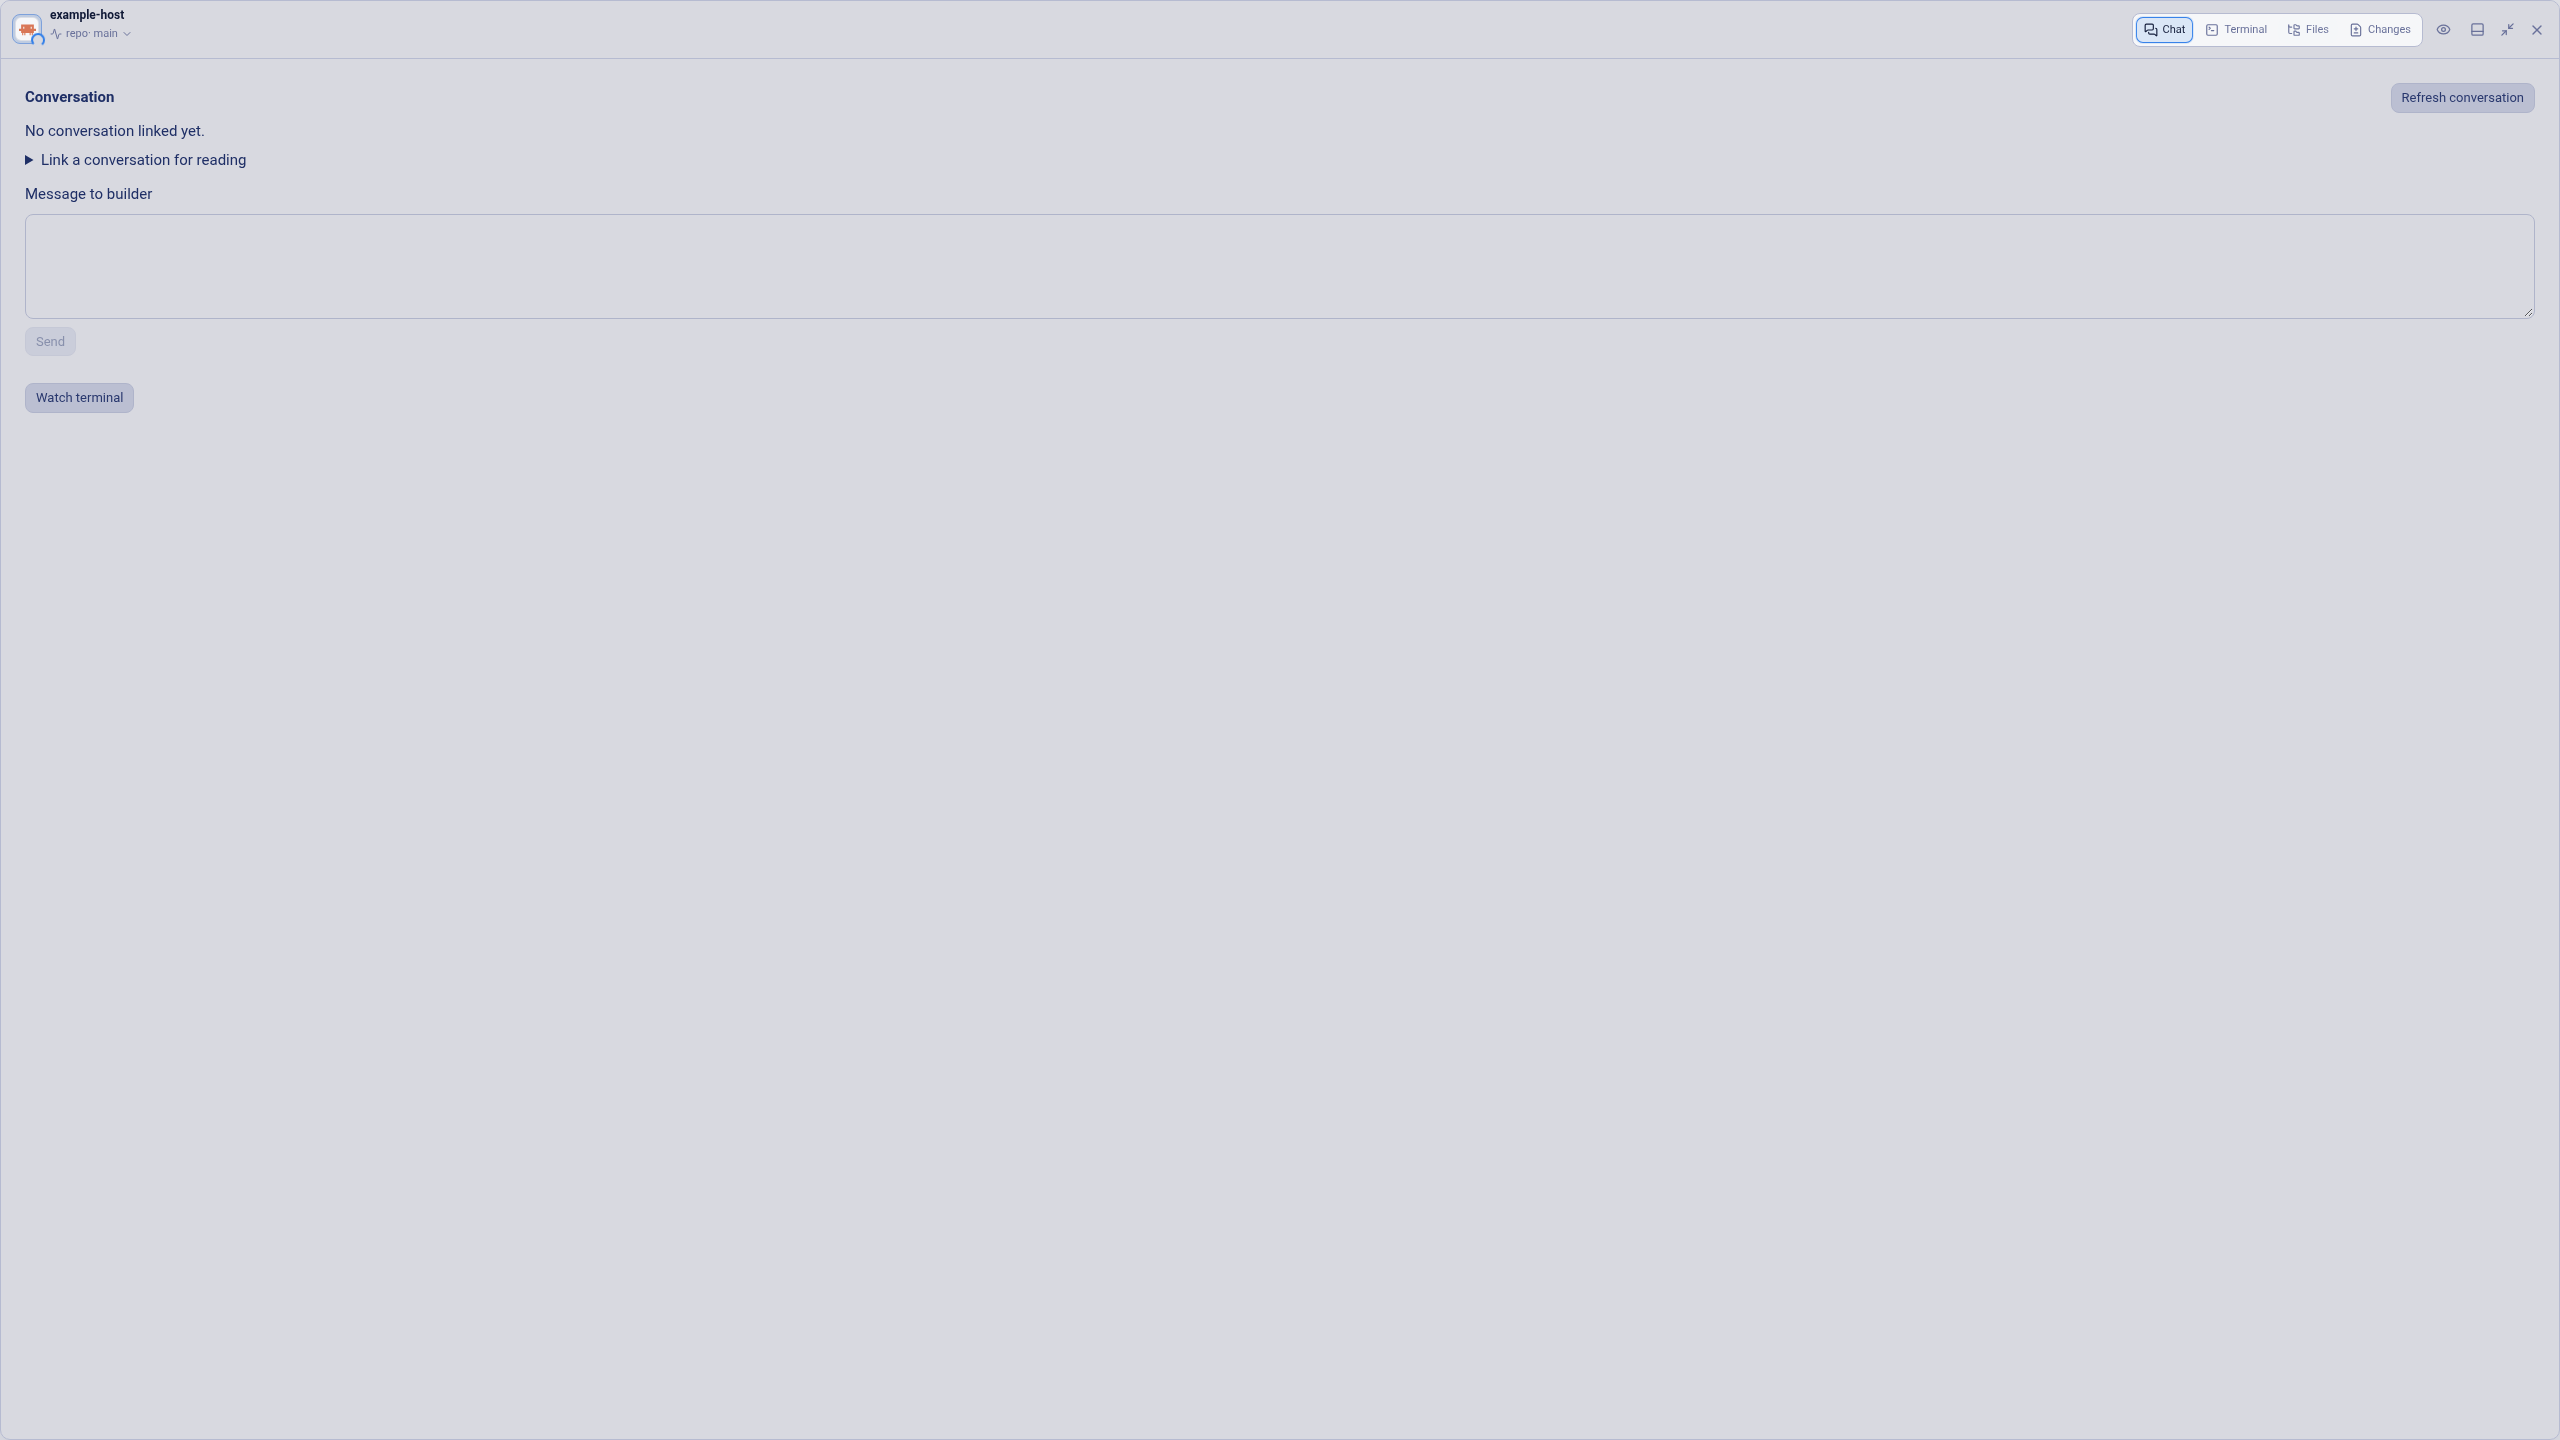 example-host
repo· main
Chat
Terminal
Files
Changes
Conversation
Refresh conversation
No conversation linked yet.
Link a conversation for reading
Message to builder
Send
Watch terminal